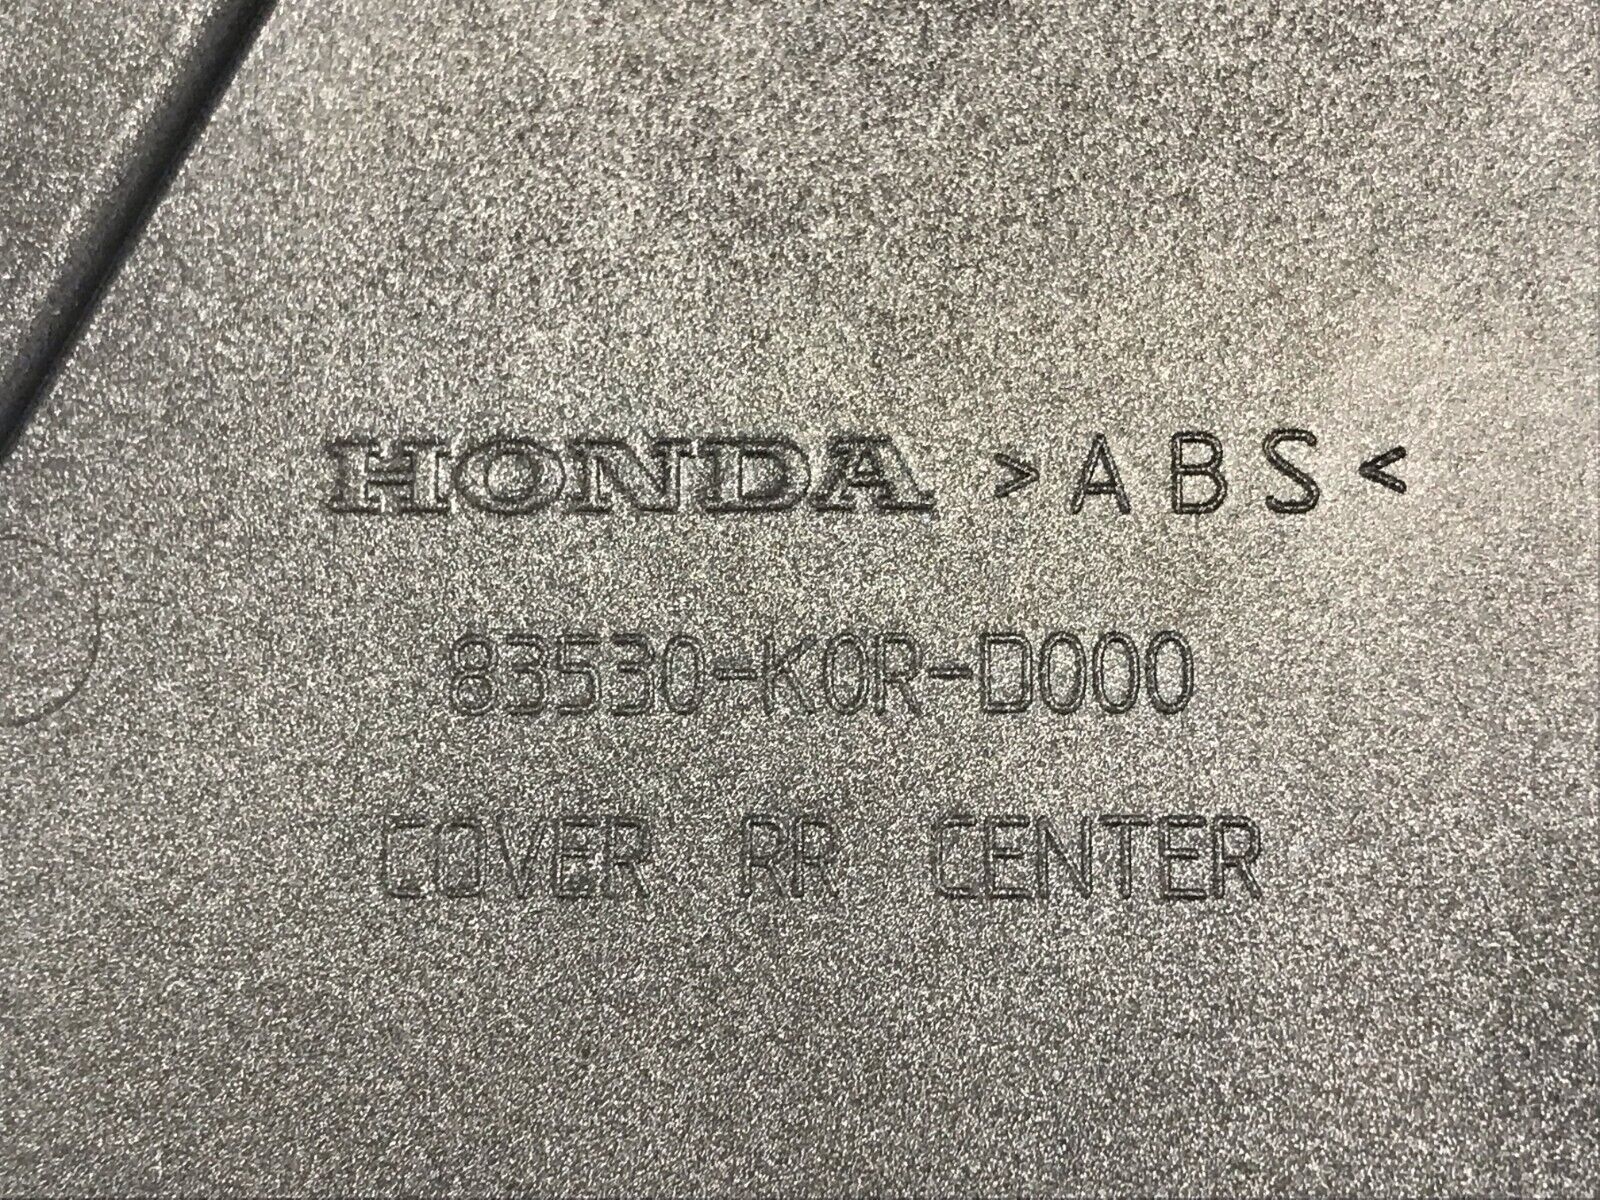 HONDA >ABS<
83530-K0R-D000
COVER RR CENTER